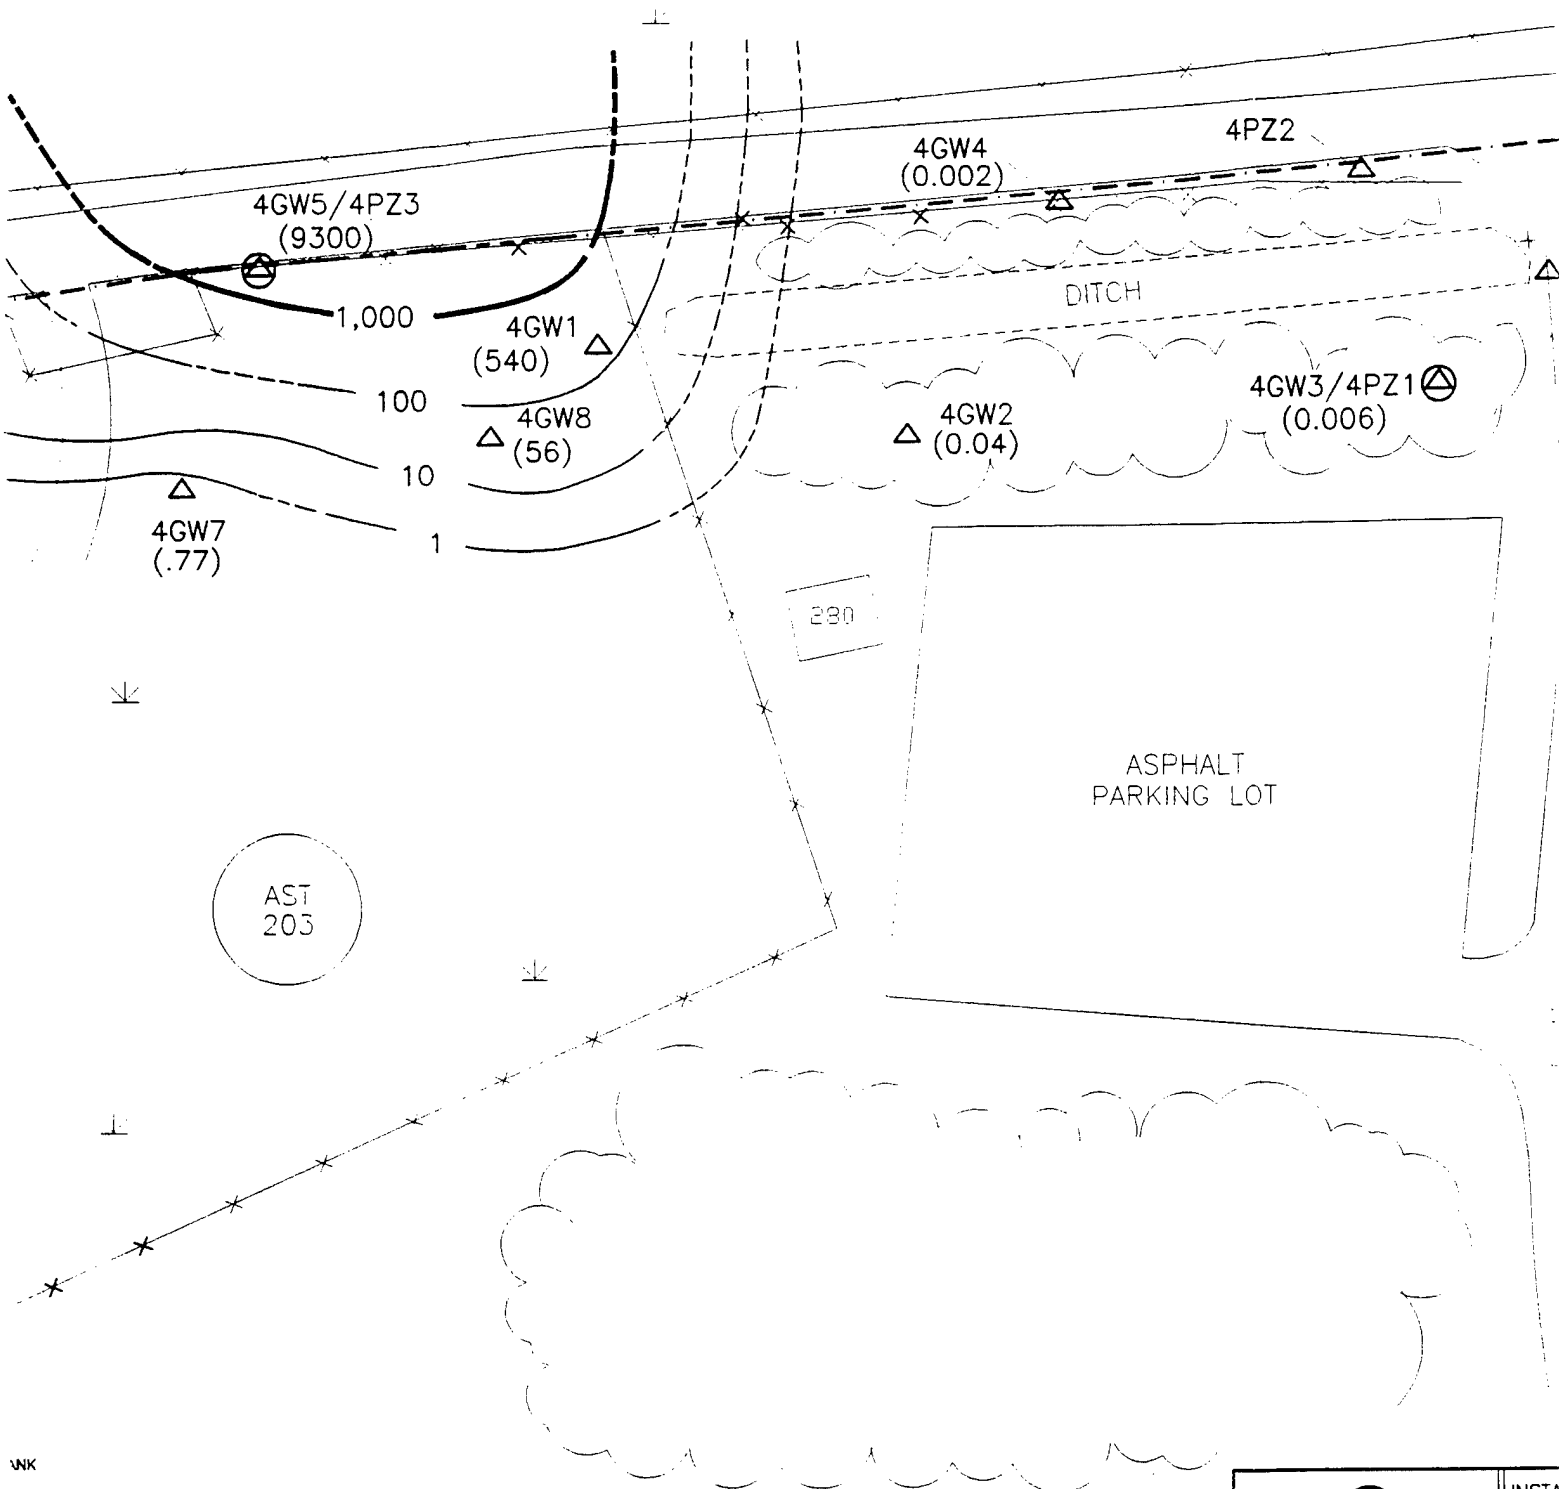 4PZ2
4GW4
(0.002)
4GW5/4PZ3
(9300)
DITCH
1,000
4GW1
(540)
100
4GW3/4PZ1
(0.006)
4GW8
(56)
4GW2
(0.04)
10
4GW7
(.77)
1
280
ASPHALT
PARKING LOT
AST
203